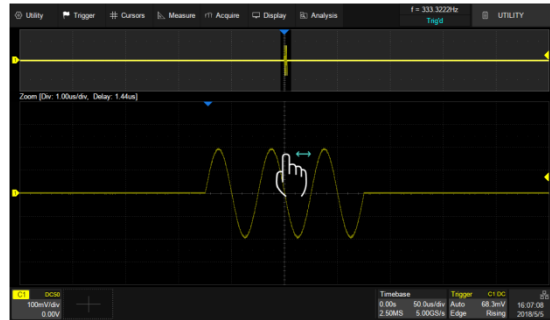 Utility Trigger Cursors Measure Acquire Display Analysis f = 333.3222Hz Trig'd UTILITY
Zoom [Div: 1.00us/div, Delay: 1.44us]
C1 DC50 Timebase Trigger C1 DC
100mV/div 0.00s 50.0us/div Auto 68.3mV 16:07:08
0.00V 2.50MS 5.00GS/s Edge Rising 2018/5/5